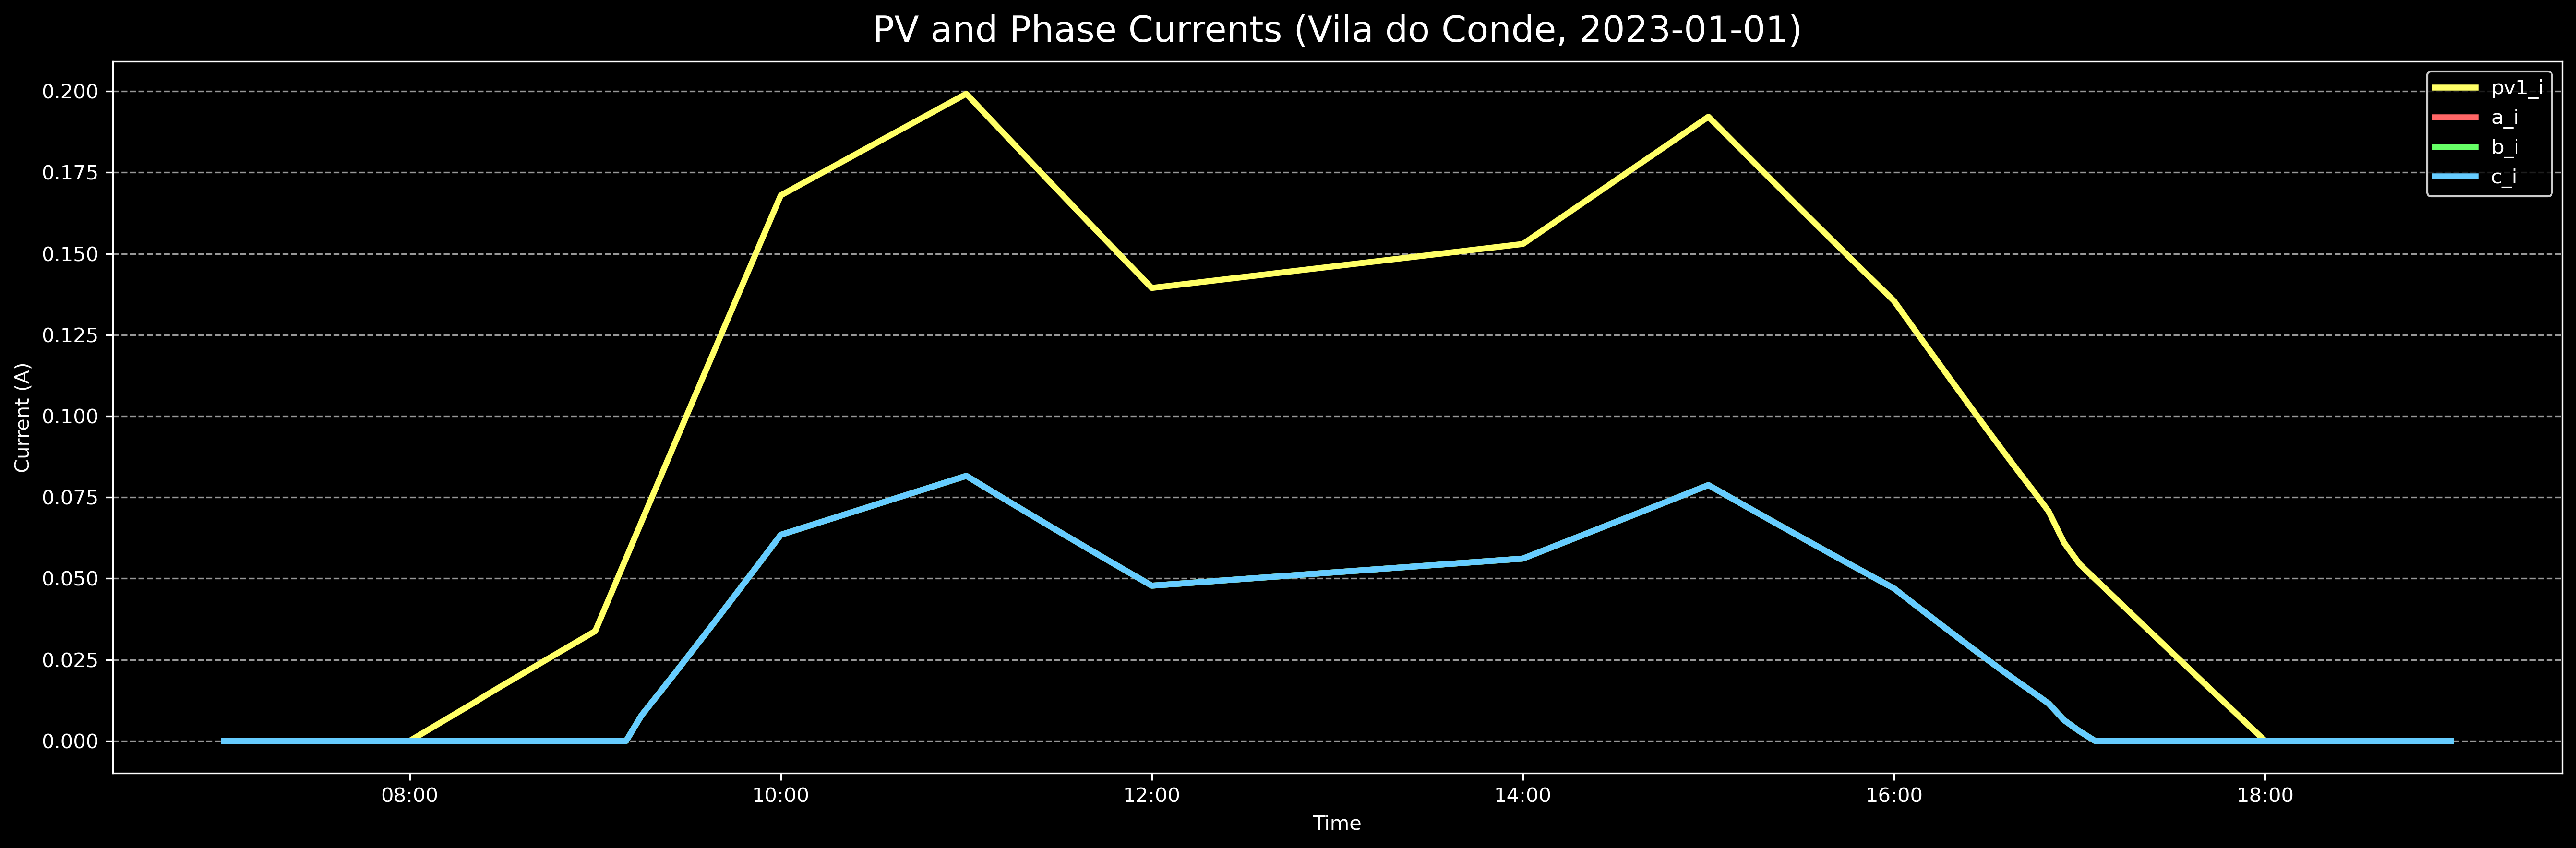 PV and Phase Currents (Vila do Conde, 2023-01-01)
pv1_i
a_i
b_i
c_i
Current (A)
0.200
0.175
0.150
0.125
0.100
0.075
0.050
0.025
0.000
08:00 10:00 12:00 14:00 16:00 18:00
Time